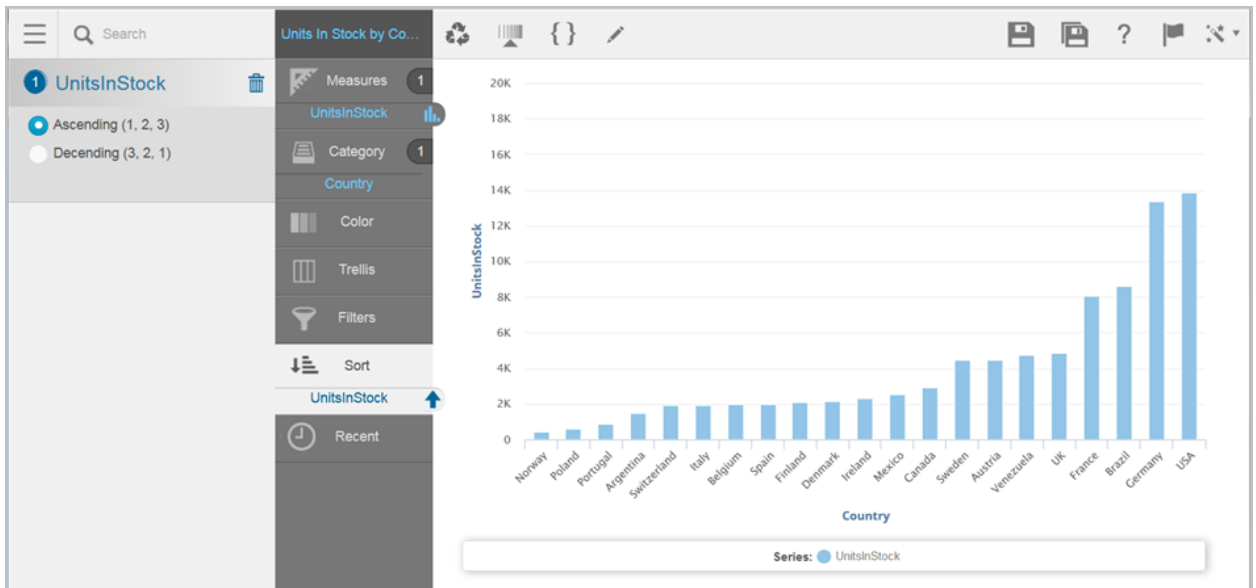 Search
1 UnitsInStock
Ascending (1, 2, 3)
Decending (3, 2, 1)
Units In Stock by Co...
Measures 1
UnitsInStock
Category 1
Country
Color
Trellis
Filters
Sort
UnitsInStock
Recent
{ }
?
20K
18K
16K
14K
12K
10K
8K
6K
4K
2K
0
UnitsInStock
Norway
Poland
Portugal
Argentina
Switzerland
Italy
Belgium
Spain
Finland
Denmark
Ireland
Mexico
Canada
Sweden
Austria
Venezuela
UK
France
Brazil
Germany
USA
Country
Series: UnitsInStock